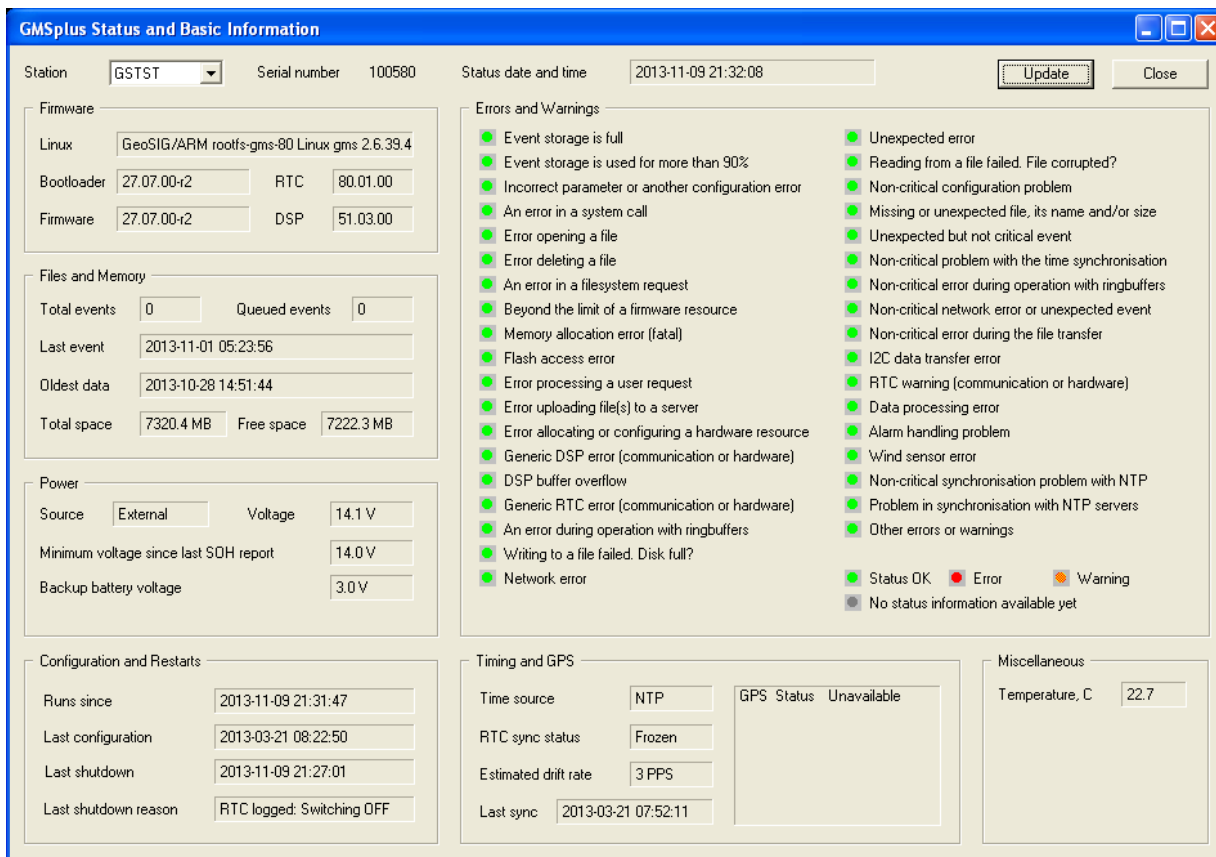 GMSplus Status and Basic Information
Station GSTST Serial number 100580 Status date and time 2013-11-09 21:32:08 Update Close
Firmware
Linux GeoSIG/ARM rootfs-gms-80 Linux gms 2.6.39.4
Bootloader 27.07.00-r2 RTC 80.01.00
Firmware 27.07.00-r2 DSP 51.03.00
Files and Memory
Total events 0 Queued events 0
Last event 2013-11-01 05:23:56
Oldest data 2013-10-28 14:51:44
Total space 7320.4 MB Free space 7222.3 MB
Power
Source External Voltage 14.1 V
Minimum voltage since last SOH report 14.0 V
Backup battery voltage 3.0 V
Errors and Warnings
Event storage is full
Event storage is used for more than 90%
Incorrect parameter or another configuration error
An error in a system call
Error opening a file
Error deleting a file
An error in a filesystem request
Beyond the limit of a firmware resource
Memory allocation error (fatal)
Flash access error
Error processing a user request
Error uploading file(s) to a server
Error allocating or configuring a hardware resource
Generic DSP error (communication or hardware)
DSP buffer overflow
Generic RTC error (communication or hardware)
An error during operation with ringbuffers
Writing to a file failed. Disk full?
Network error
Unexpected error
Reading from a file failed. File corrupted?
Non-critical configuration problem
Missing or unexpected file, its name and/or size
Unexpected but not critical event
Non-critical problem with the time synchronisation
Non-critical error during operation with ringbuffers
Non-critical network error or unexpected event
Non-critical error during the file transfer
I2C data transfer error
RTC warning (communication or hardware)
Data processing error
Alarm handling problem
Wind sensor error
Non-critical synchronisation problem with NTP
Problem in synchronisation with NTP servers
Other errors or warnings
Status OK Error Warning
No status information available yet
Configuration and Restarts
Runs since 2013-11-09 21:31:47
Last configuration 2013-03-21 08:22:50
Last shutdown 2013-11-09 21:27:01
Last shutdown reason RTC logged: Switching OFF
Timing and GPS
Time source NTP
RTC sync status Frozen
Estimated drift rate 3 PPS
Last sync 2013-03-21 07:52:11
GPS Status Unavailable
Miscellaneous
Temperature, C 22.7